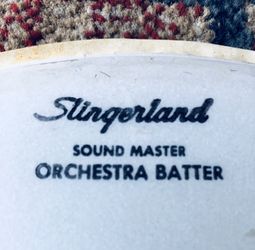 Slingerland
SOUND MASTER
ORCHESTRA BATTER